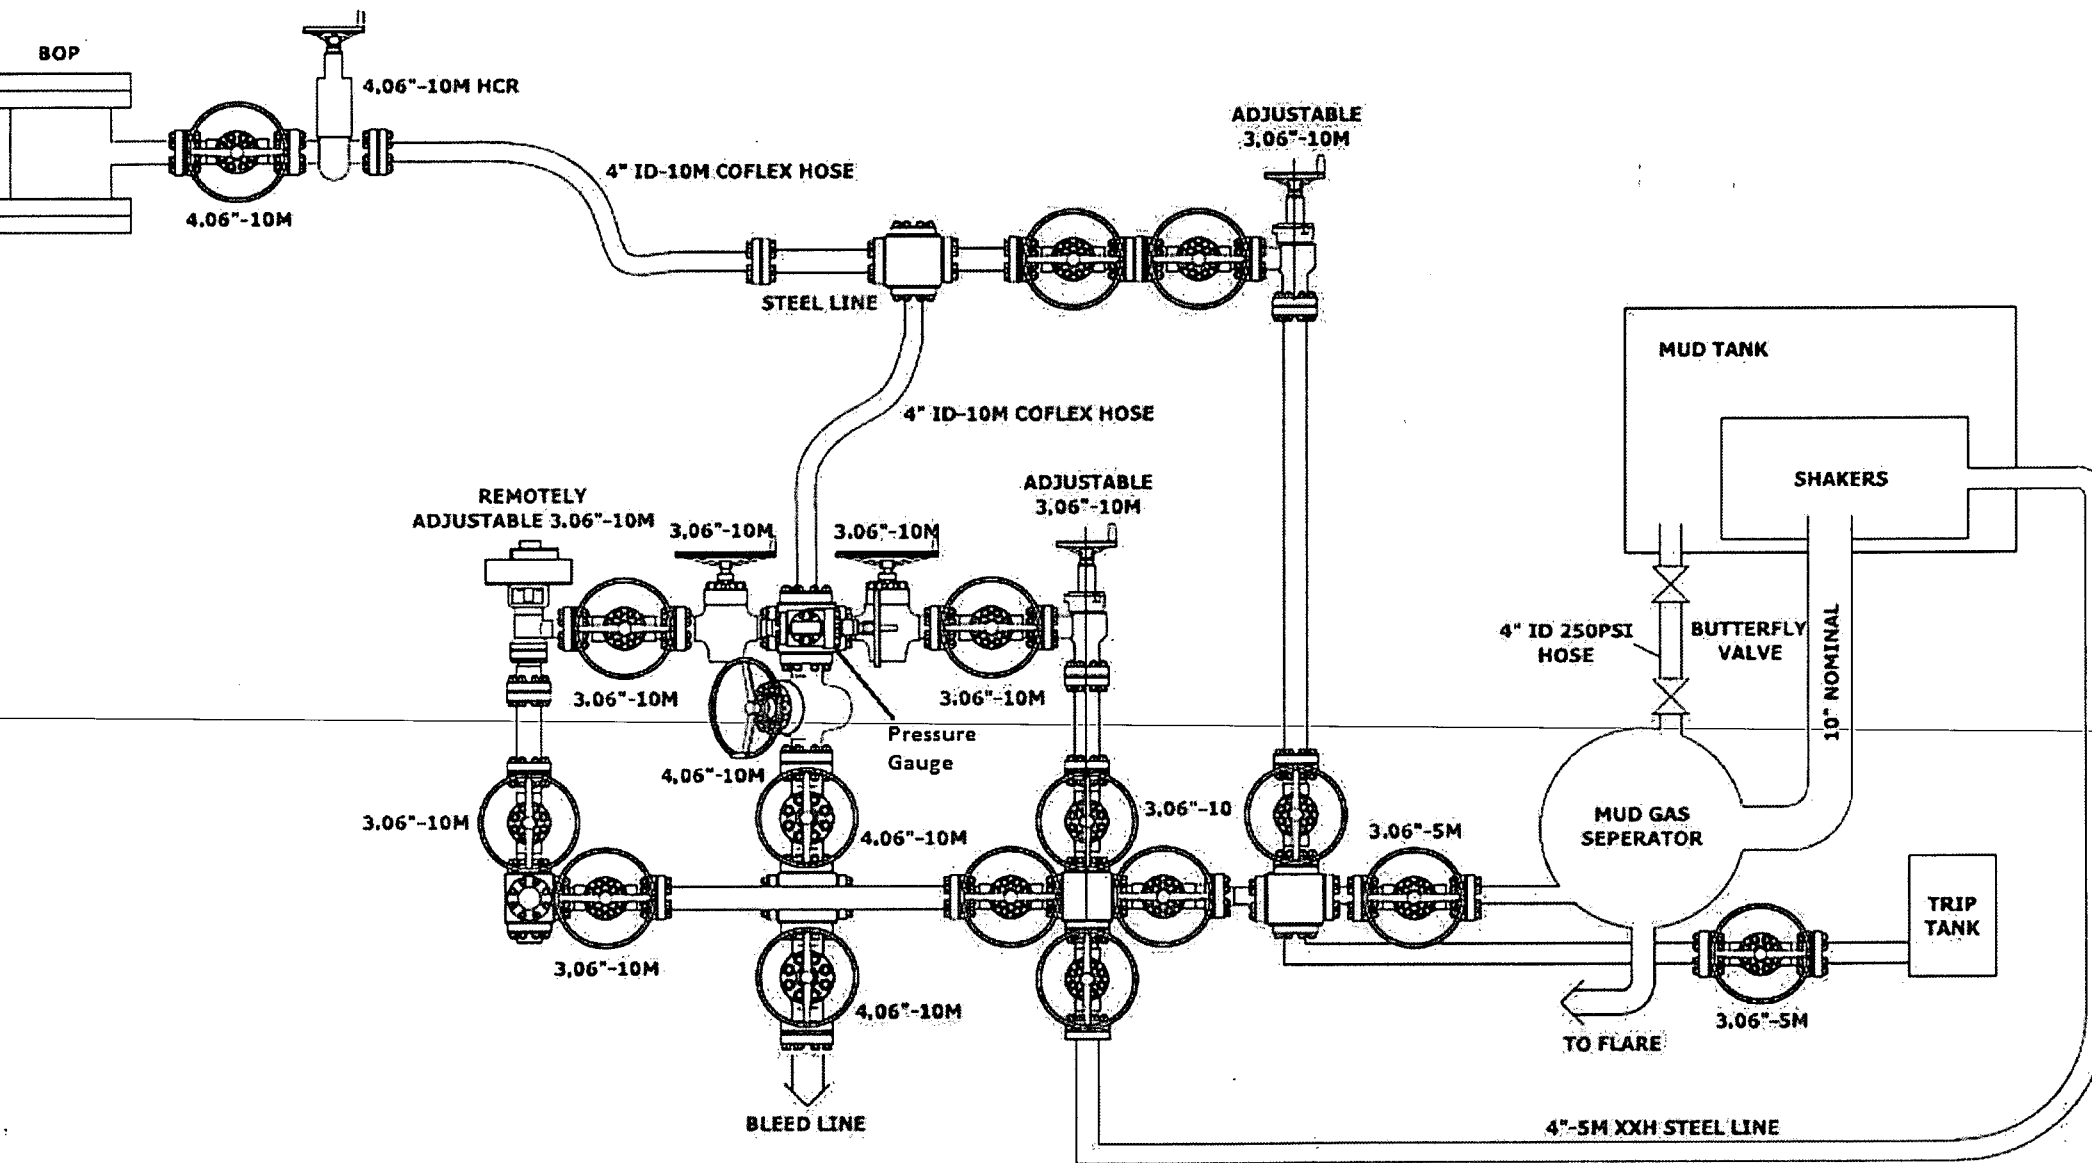 BOP
4.06"-10M HCR
4.06"-10M
4" ID-10M COFLEX HOSE
ADJUSTABLE
3.06"-10M
STEEL LINE
MUD TANK
4" ID-10M COFLEX HOSE
SHAKERS
REMOTELY
ADJUSTABLE 3.06"-10M
3.06"-10M
3.06"-10M
ADJUSTABLE
3.06"-10M
4" ID 250PSI
HOSE
BUTTERFLY
VALVE
10" NOMINAL
3.06"-10M
3.06"-10M
Pressure
Gauge
4.06"-10M
3.06"-10M
4.06"-10M
3.06"-10
3.06"-5M
MUD GAS
SEPERATOR
TRIP
TANK
3.06"-10M
4.06"-10M
3.06"-5M
TO FLARE
BLEED LINE
4"-5M XXH STEEL LINE